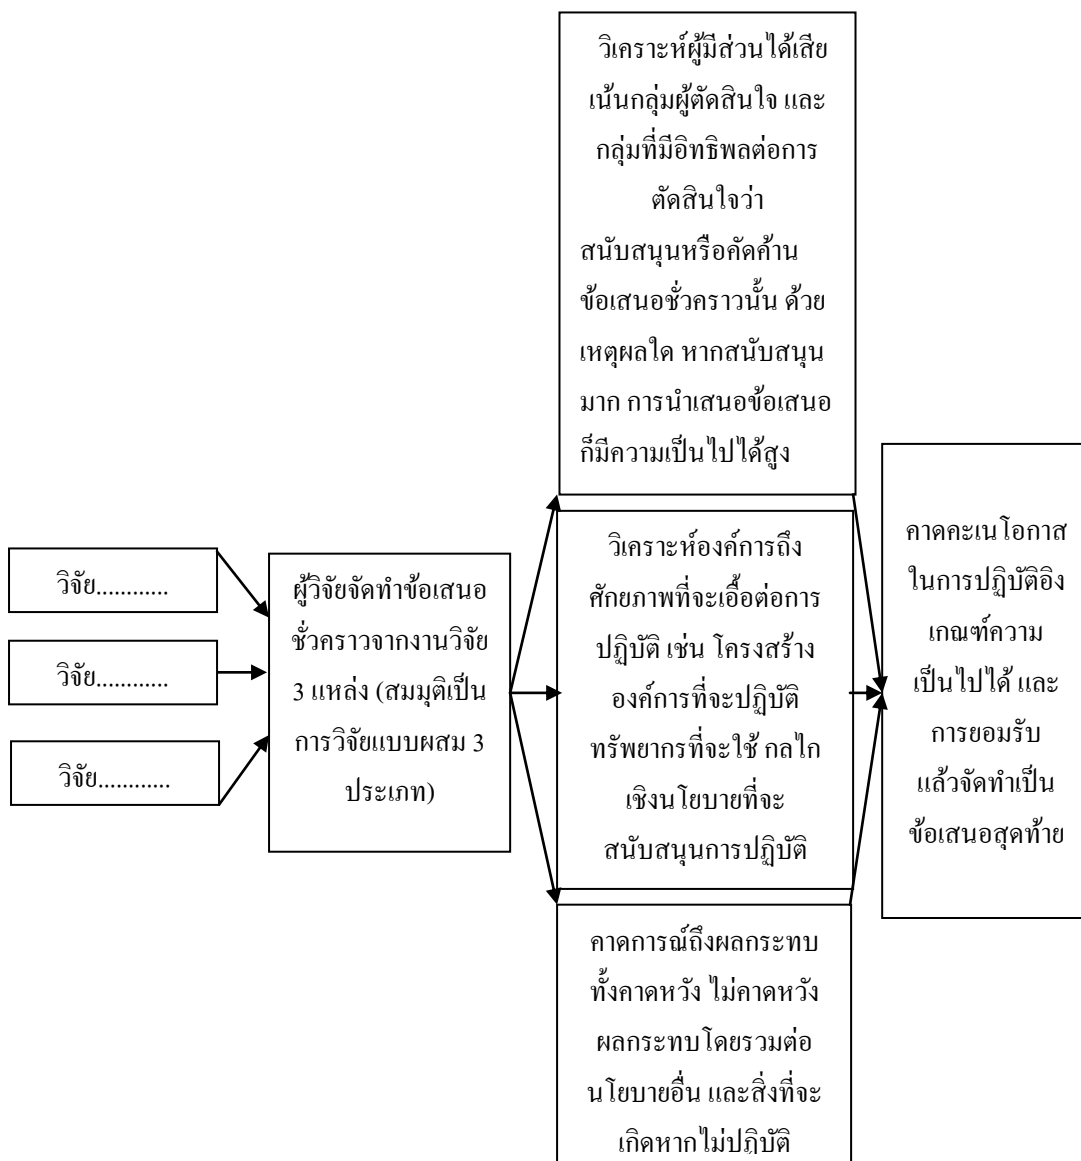 วิจัย............
วิจัย............
วิจัย............
ผู้วิจัยจัดทำข้อเสนอ
ชั่วคราวจากงานวิจัย
3 แหล่ง (สมมุติเป็น
การวิจัยแบบผสม 3
ประเภท)
วิเคราะห์ผู้มีส่วนได้เสีย
เน้นกลุ่มผู้ตัดสินใจ และ
กลุ่มที่มีอิทธิพลต่อการ
ตัดสินใจว่า
สนับสนุนหรือคัดค้าน
ข้อเสนอชั่วคราวนั้น ด้วย
เหตุผลใด หากสนับสนุน
มาก การนำเสนอข้อเสนอ
ก็มีความเป็นไปได้สูง
วิเคราะห์องค์การถึง
ศักยภาพที่จะเอื้อต่อการ
ปฏิบัติ เช่น โครงสร้าง
องค์การที่จะปฏิบัติ
ทรัพยากรที่จะใช้ กลไก
เชิงนโยบายที่จะ
สนับสนุนการปฏิบัติ
คาดการณ์ถึงผลกระทบ
ทั้งคาดหวัง ไม่คาดหวัง
ผลกระทบโดยรวมต่อ
นโยบายอื่น และสิ่งที่จะ
เกิดหากไม่ปฏิบัติ
คาดคะเนโอกาส
ในการปฏิบัติอิง
เกณฑ์ความ
เป็นไปได้ และ
การยอมรับ
แล้วจัดทำเป็น
ข้อเสนอสุดท้าย